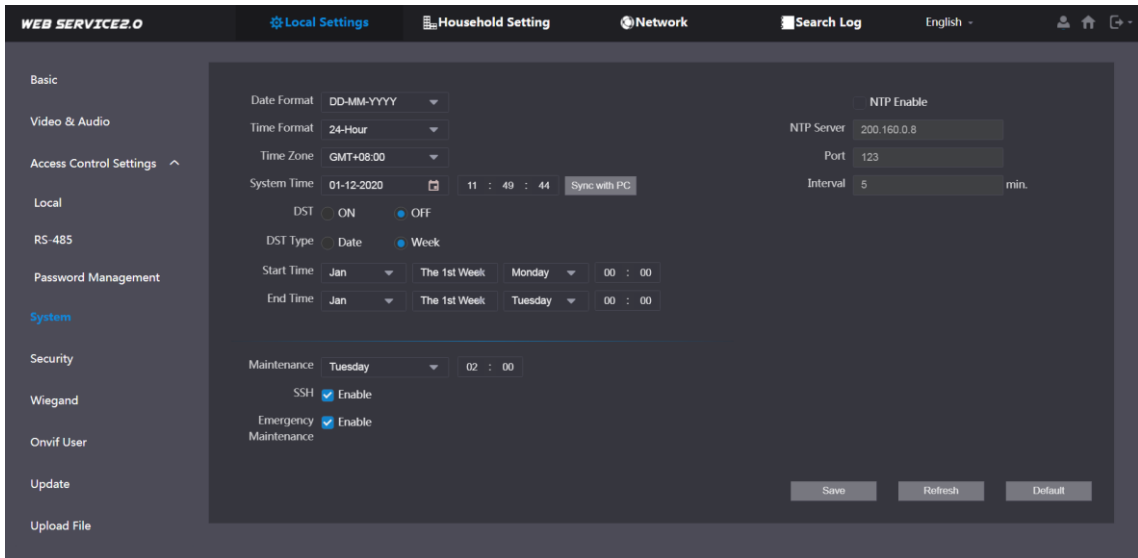 WEB SERVICE2.0 Local Settings Household Setting Network Search Log English
Basic
Video & Audio
Access Control Settings
Local
RS-485
Password Management
System
Security
Wiegand
Onvif User
Update
Upload File
Date Format DD-MM-YYYY
Time Format 24-Hour
Time Zone GMT+08:00
System Time 01-12-2020 11 : 49 : 44 Sync with PC
DST ON OFF
DST Type Date Week
Start Time Jan The 1st Week Monday 00 : 00
End Time Jan The 1st Week Tuesday 00 : 00
Maintenance Tuesday 02 : 00
SSH Enable
Emergency Enable
Maintenance
NTP Enable
NTP Server 200.160.0.8
Port 123
Interval 5 min.
Save Refresh Default